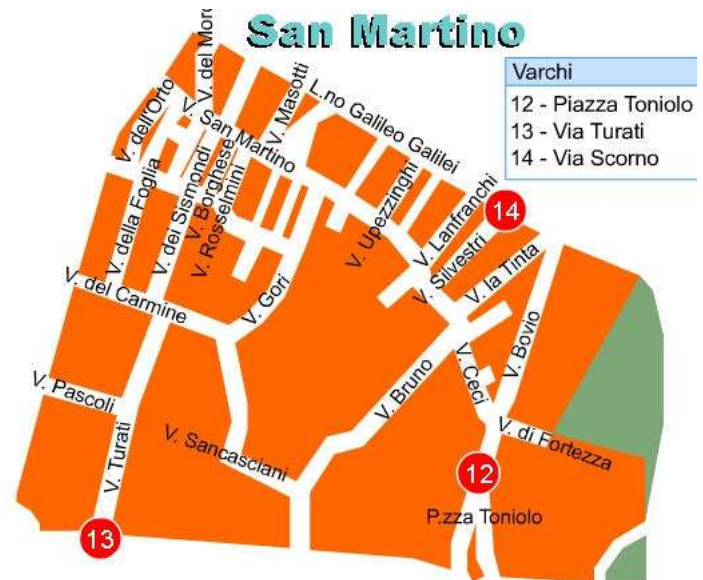 San Martino
Varchi
12 - Piazza Toniolo
13 - Via Turati
14 - Via Scorno
V. del Moro
V. dell'Orto
V. San Martino
V. Masotti
L.no Galileo Galilei
V. della Foglia
V. dei Sismondi
V. Borghese
V. Rosselmini
V. Upezzinghi
V. Lanfranchi
14
V. Silvestri
V. la Tinta
V. del Carmine
V. Gori
V. Bovio
V. Bruno
V. Ceci
V. Pascoli
V. di Fortezza
V. Turati
V. Sancasciani
12
P.zza Toniolo
13